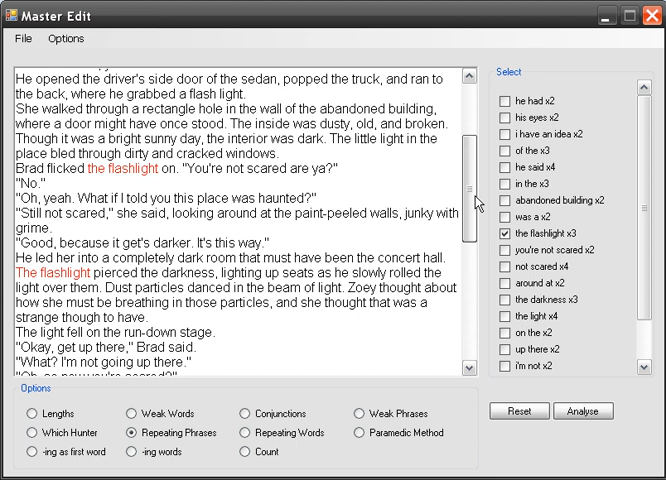 Master Edit
File Options
He opened the driver's side door of the sedan, popped the truck, and ran to
the back, where he grabbed a flash light.
She walked through a rectangle hole in the wall of the abandoned building,
where a door might have once stood. The inside was dusty, old, and broken.
Though it was a bright sunny day, the interior was dark. The little light in the
place bled through dirty and cracked windows.
Brad flicked the flashlight on. "You're not scared are ya?"
"No."
"Oh, yeah. What if I told you this place was haunted?"
"Still not scared," she said, looking around at the paint-peeled walls, junky with
grime.
"Good, because it get's darker. It's this way."
He led her into a completely dark room that must have been the concert hall.
The flashlight pierced the darkness, lighting up seats as he slowly rolled the
light over them. Dust particles danced in the beam of light. Zoey thought about
how she must be breathing in those particles, and she thought that was a
strange though to have.
The light fell on the run-down stage.
"Okay, get up there," Brad said.
"What? I'm not going up there."
Select
he had x2
his eyes x2
i have an idea x2
of the x3
he said x4
in the x3
abandoned building x2
was a x2
the flashlight x3
you're not scared x2
not scared x4
around at x2
the darkness x3
the light x4
on the x2
up there x2
i'm not x2
Options
Lengths Weak Words Conjunctions Weak Phrases
Which Hunter Repeating Phrases Repeating Words Paramedic Method
-ing as first word -ing words Count
Reset Analyse